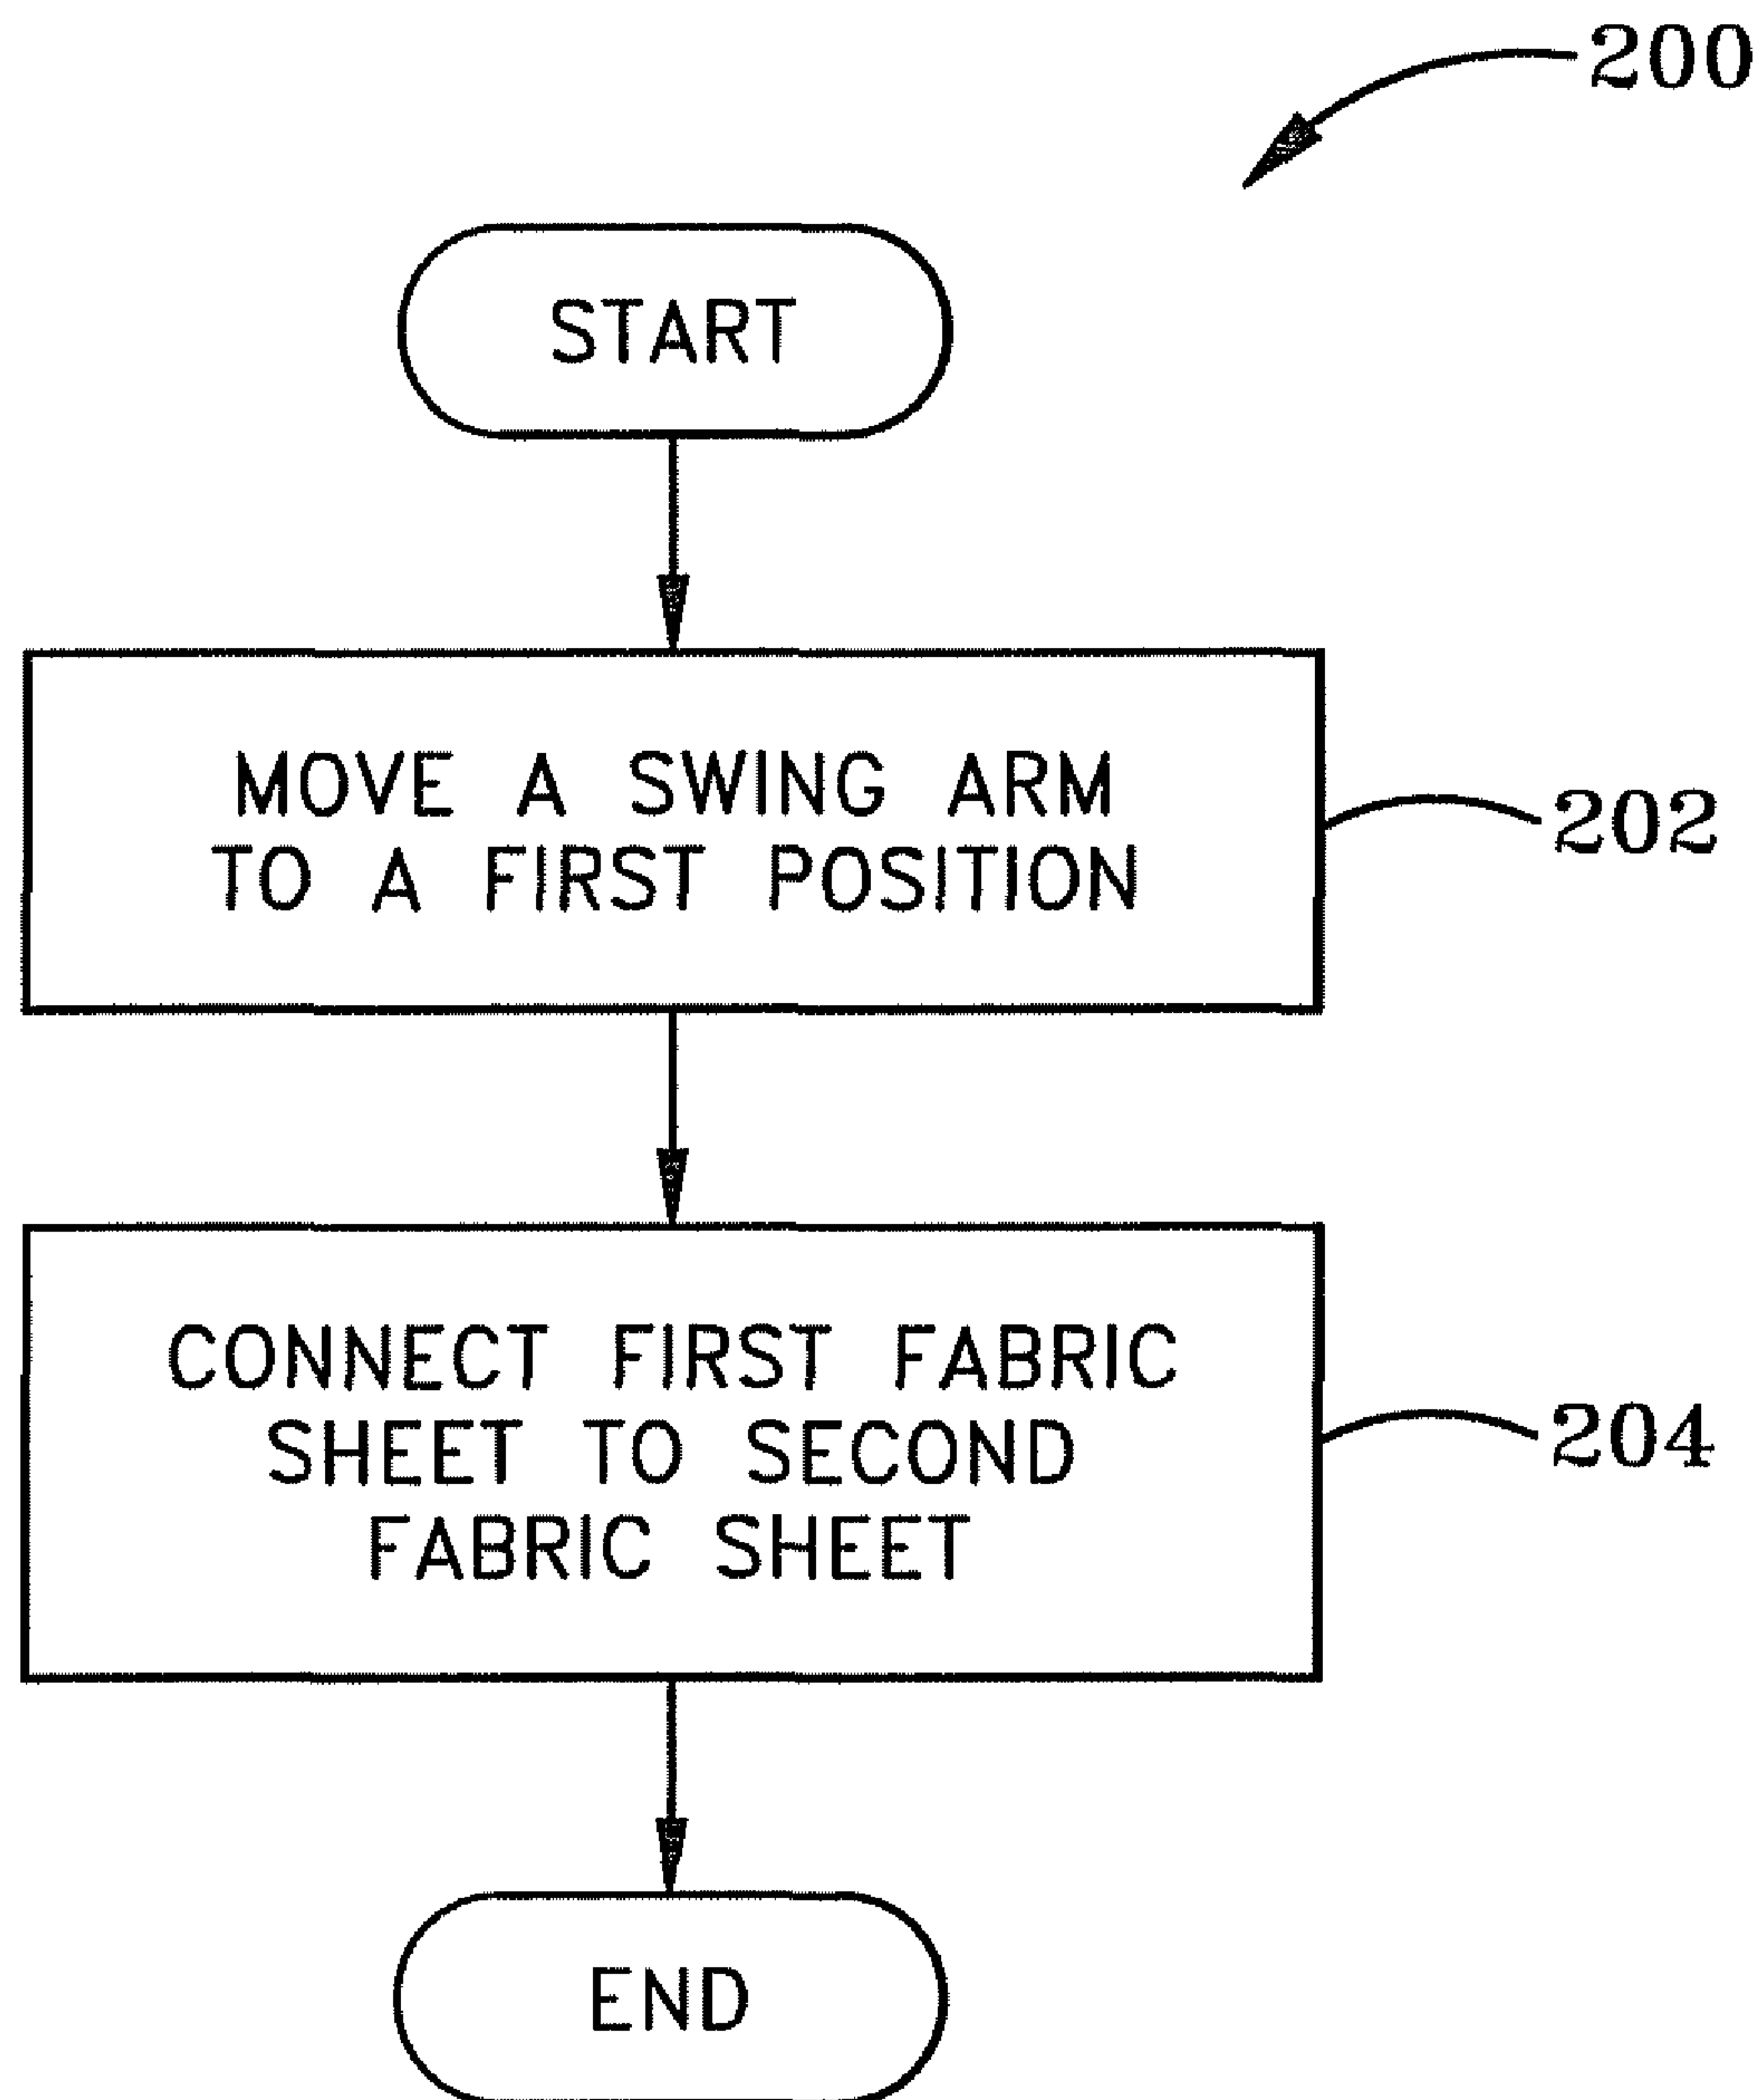 200
START
MOVE A SWING ARM
TO A FIRST POSITION
202
CONNECT FIRST FABRIC
SHEET TO SECOND
FABRIC SHEET
204
END